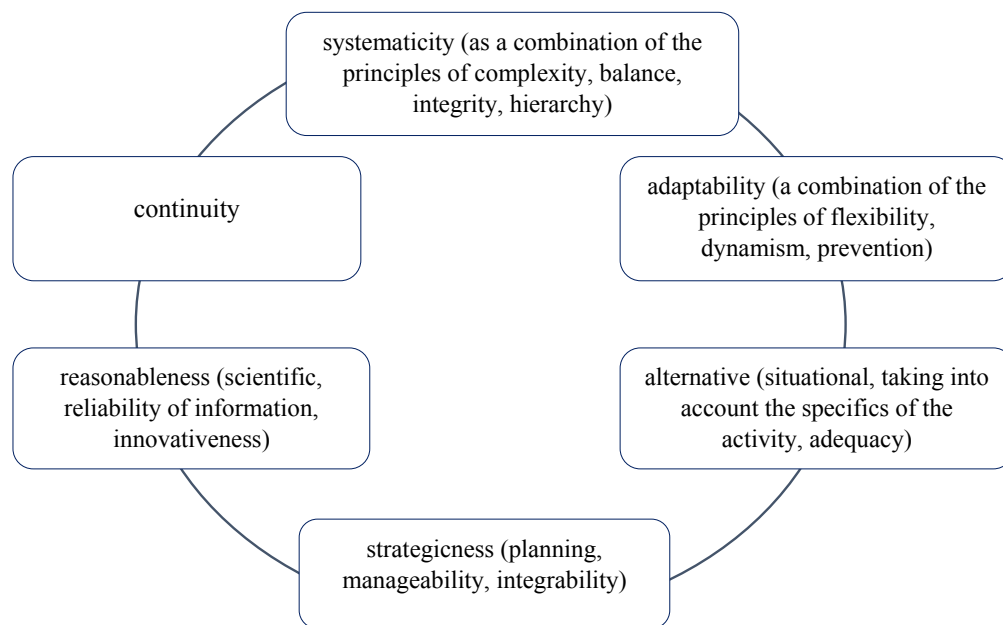 systematicity (as a combination of the
principles of complexity, balance,
integrity, hierarchy)
adaptability (a combination of the
principles of flexibility,
dynamism, prevention)
alternative (situational, taking into
account the specifics of the
activity, adequacy)
strategicness (planning,
manageability, integrability)
reasonableness (scientific,
reliability of information,
innovativeness)
continuity